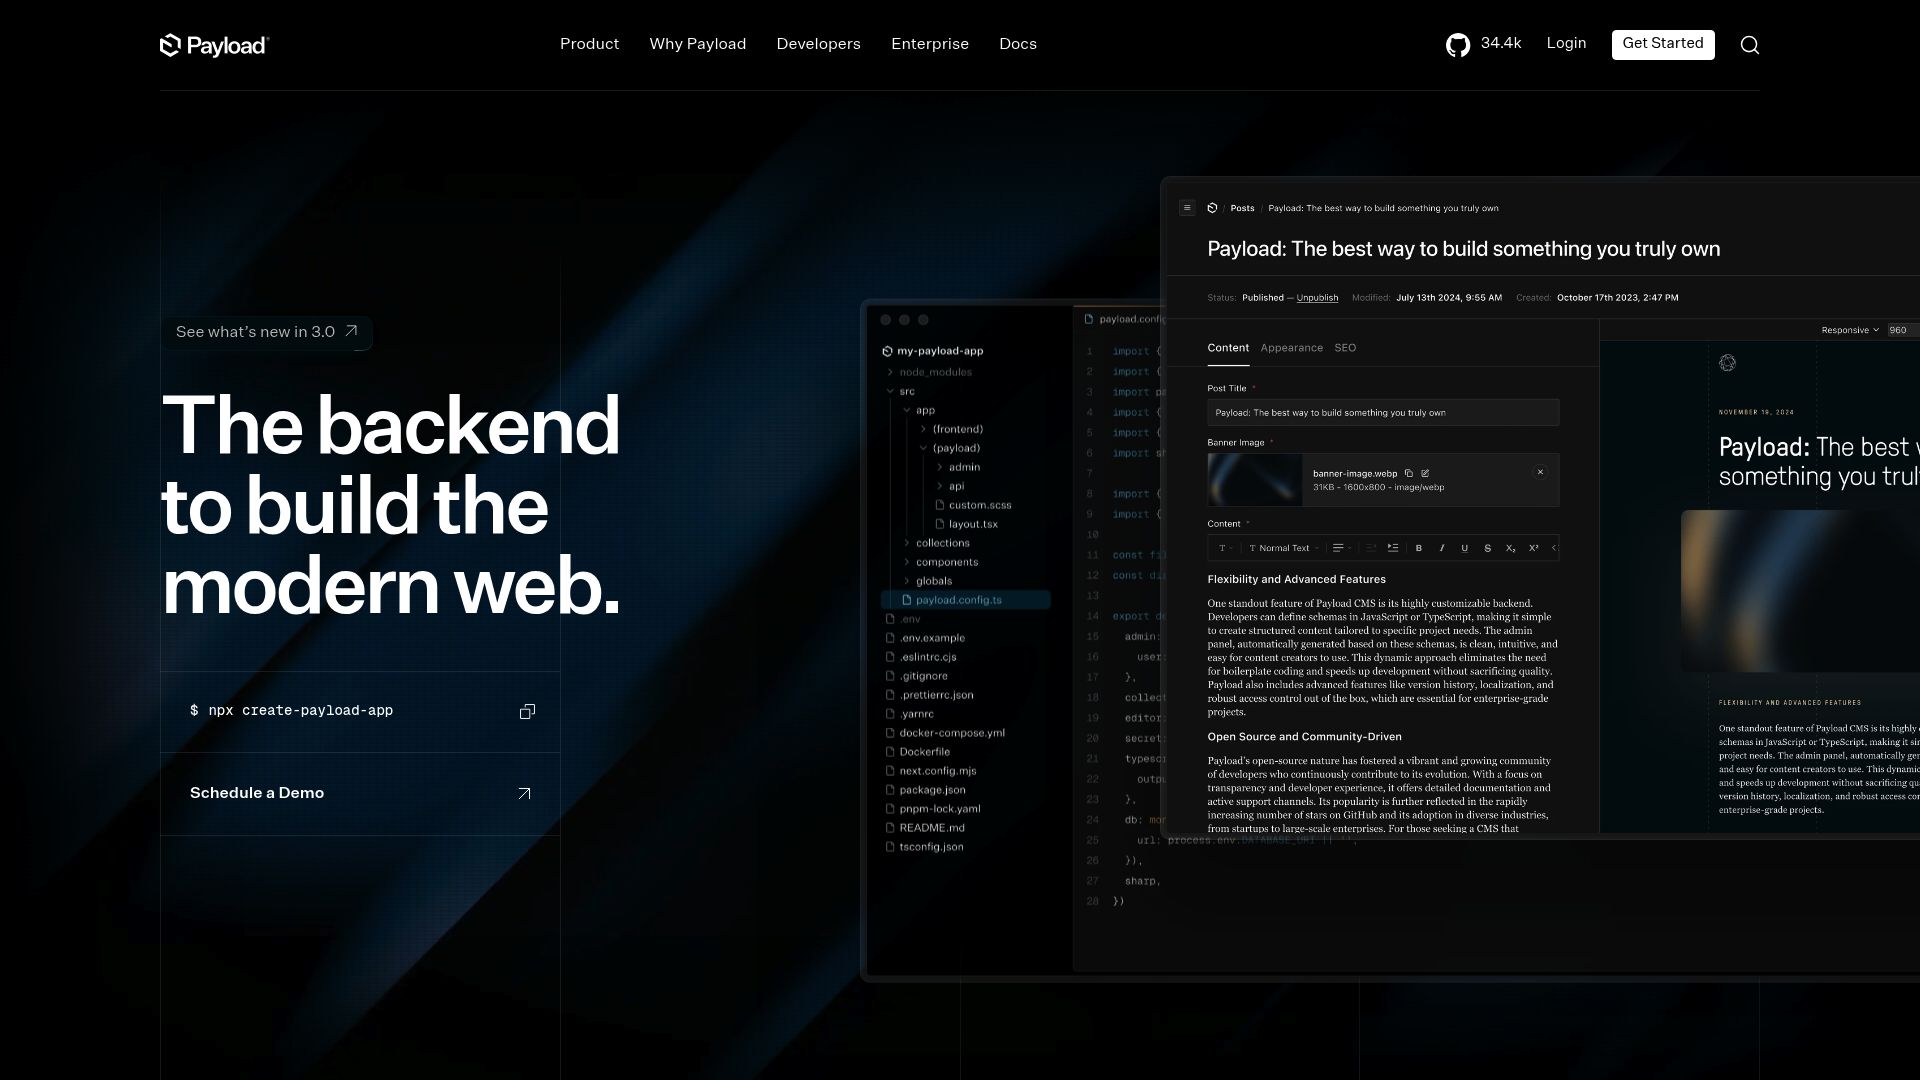 Payload
Product
Why Payload
Developers
Enterprise
Docs
34.4k
Login
Get Started
See what's new in 3.0
The backend
to build the
modern web.
$ npx create-payload-app
Schedule a Demo
my-payload-app
node_modules
src
app
(frontend)
(payload)
admin
api
custom.scss
layout.tsx
collections
components
globals
payload.config.ts
.env
.env.example
.eslintrc.cjs
.gitignore
.prettierrc.json
.yarnrc
docker-compose.yml
Dockerfile
next.config.mjs
package.json
pnpm-lock.yaml
README.md
tsconfig.json
payload.config
1 import {
2 import {
3 import pa
4 import {
5 import {
6 import sh
7
8 import {
9 import {
10
11 const fi
12 const di
13
14 export de
15 admin:
16 user:
17 },
18 collect
19 editor:
20 secret:
21 typesc
22 outpu
23 },
24 db: mon
25 url: process.env.DATABASE_URI || '',
26 }),
27 sharp,
28 })
/ Posts / Payload: The best way to build something you truly own
Payload: The best way to build something you truly own
Status: Published — Unpublish Modified: July 13th 2024, 9:55 AM Created: October 17th 2023, 2:47 PM
Content Appearance SEO
Post Title *
Payload: The best way to build something you truly own
Banner Image *
banner-image.webp
31KB - 1600x800 - image/webp
Content *
T T Normal Text B I U S X₂ X²
Flexibility and Advanced Features
One standout feature of Payload CMS is its highly customizable backend.
Developers can define schemas in JavaScript or TypeScript, making it simple
to create structured content tailored to specific project needs. The admin
panel, automatically generated based on these schemas, is clean, intuitive, and
easy for content creators to use. This dynamic approach eliminates the need
for boilerplate coding and speeds up development without sacrificing quality.
Payload also includes advanced features like version history, localization, and
robust access control out of the box, which are essential for enterprise-grade
projects.
Open Source and Community-Driven
Payload's open-source nature has fostered a vibrant and growing community
of developers who continuously contribute to its evolution. With a focus on
transparency and developer experience, it offers detailed documentation and
active support channels. Its popularity is further reflected in the rapidly
increasing number of stars on GitHub and its adoption in diverse industries,
from startups to large-scale enterprises. For those seeking a CMS that
Responsive 960
NOVEMBER 19, 2024
Payload: The best w
something you trul
FLEXIBILITY AND ADVANCED FEATURES
One standout feature of Payload CMS is its highly c
schemas in JavaScript or TypeScript, making it sim
project needs. The admin panel, automatically gen
and easy for content creators to use. This dynamic
and speeds up development without sacrificing qu
version history, localization, and robust access con
enterprise-grade projects.